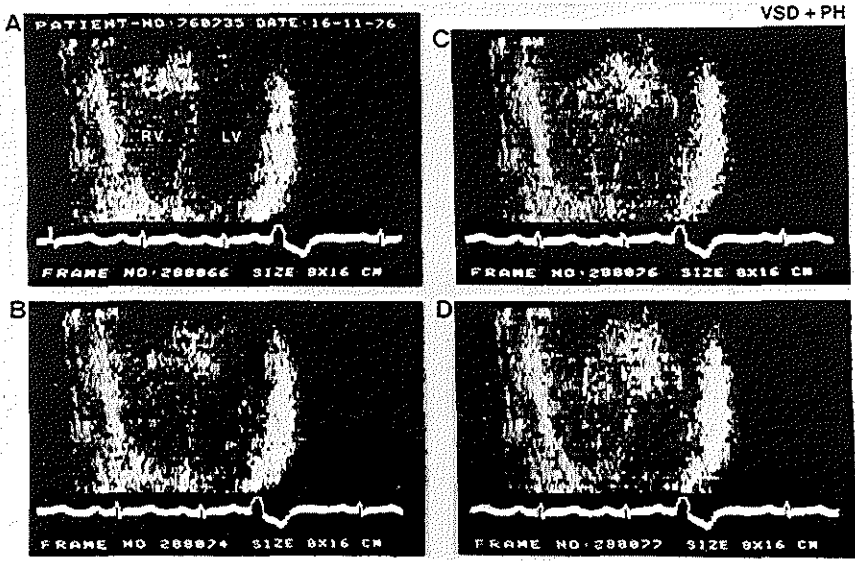 VSD + PH
A
PATIENT-NO:760735 DATE:16-11-76
RV LV
FRAME NO:288066 SIZE 8X16 CM
B
FRAME NO 288074 SIZE 8X16 CM
C
FRAME NO:288076 SIZE 8X16 CM
D
FRAME NO:288077 SIZE 8X16 CM